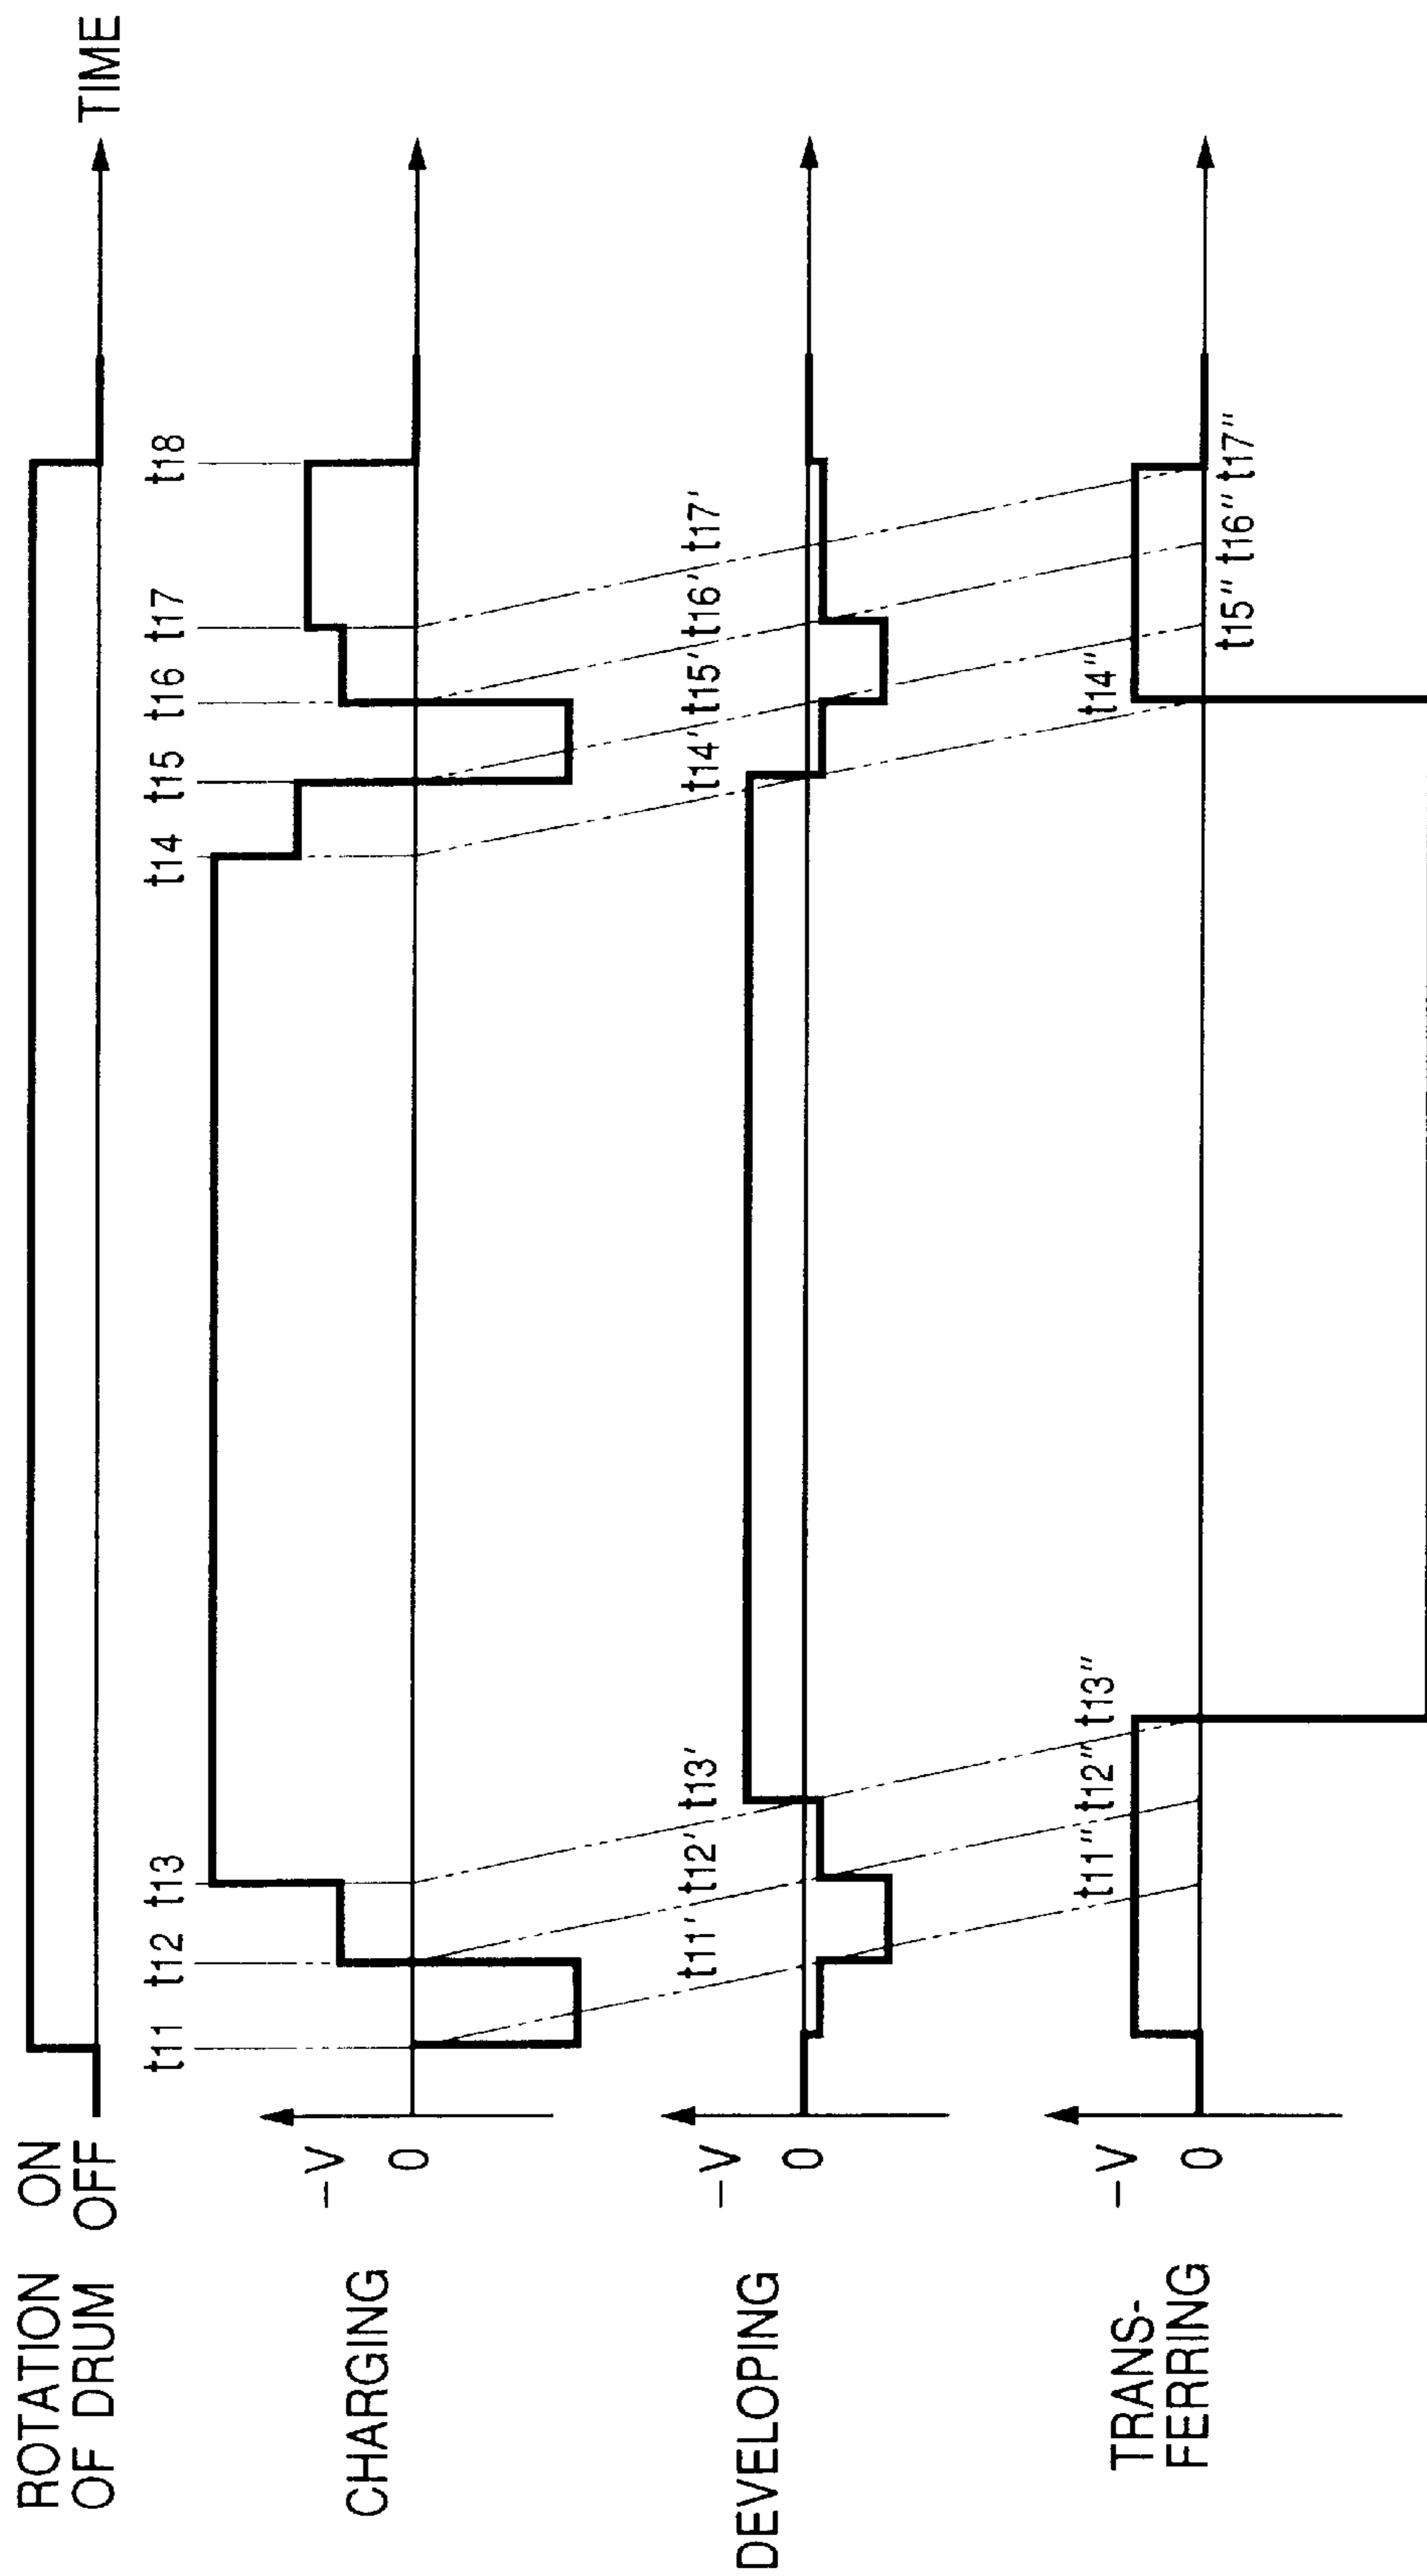 ROTATION ON
OF DRUM OFF
TIME
t11 t12 t13 t14 t15 t16 t17 t18
CHARGING
-V
0
t11' t12' t13' t14' t15' t16' t17'
DEVELOPING
-V
0
t11" t12" t13" t14"
TRANS-
FERRING
-V
0
t15" t16" t17"